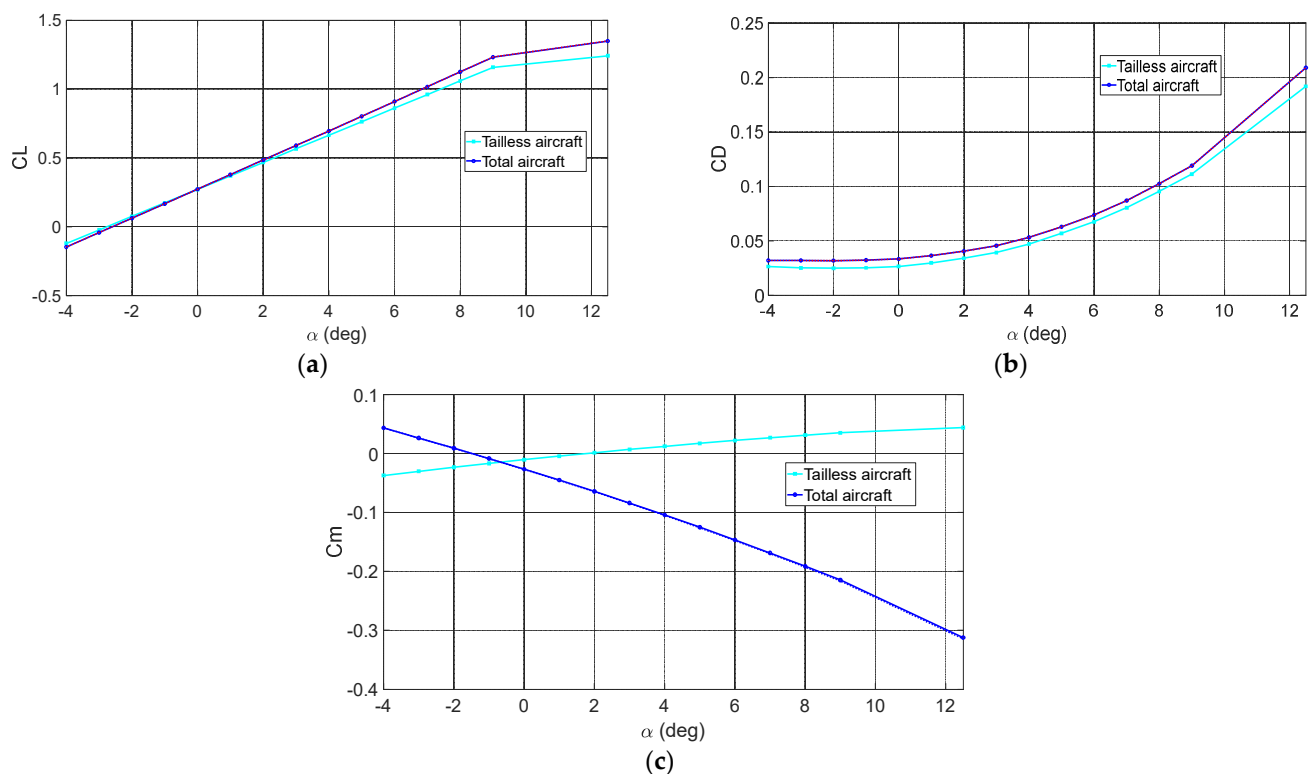 1.5
1
0.5
0
-0.5
CL
-4 -2 0 2 4 6 8 10 12
α (deg)
Tailless aircraft
Total aircraft
(a)
0.25
0.2
0.15
0.1
0.05
0
CD
-4 -2 0 2 4 6 8 10 12
α (deg)
Tailless aircraft
Total aircraft
(b)
0.1
0
-0.1
-0.2
-0.3
-0.4
Cm
-4 -2 0 2 4 6 8 10 12
α (deg)
Tailless aircraft
Total aircraft
(c)